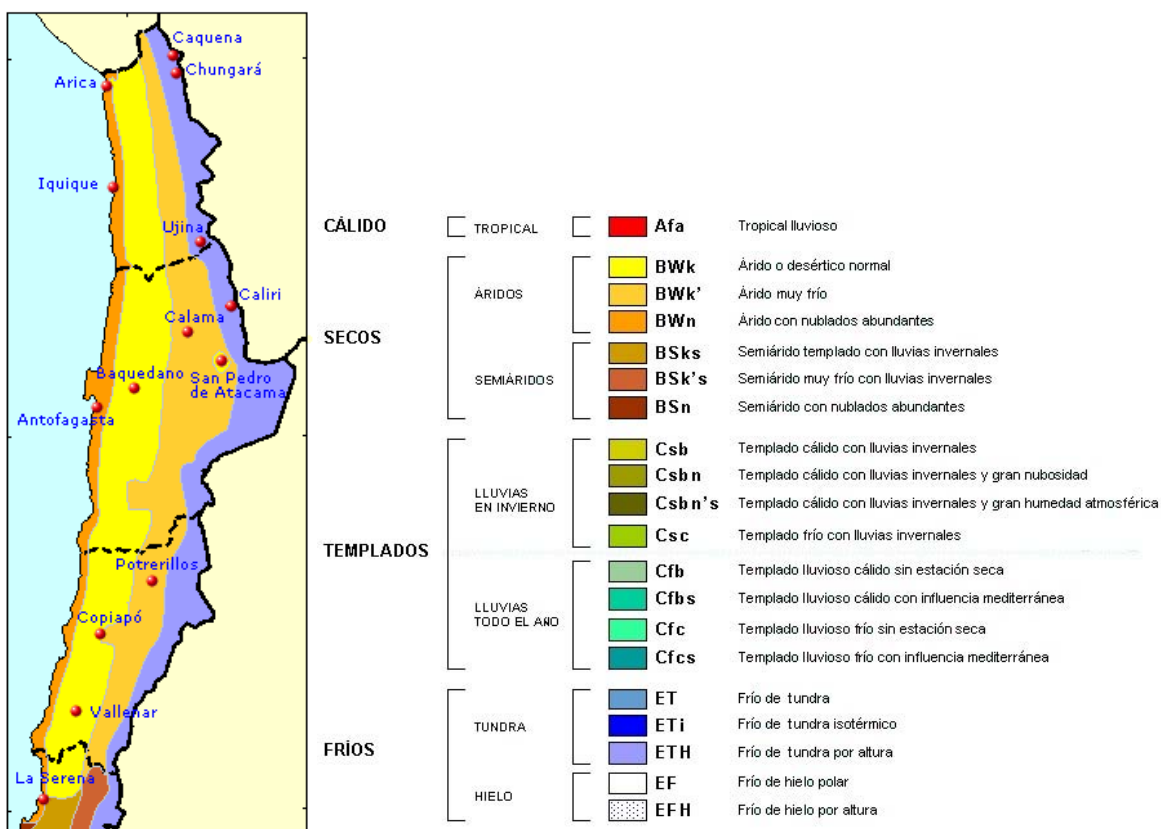 Caquena
Chungará
Arica
Iquique
Ujina
Caliri
Calama
Baquedano
San Pedro
de Atacama
Antofagasta
Potrerillos
Copiapó
Vallenar
La Serena
CÁLIDO
TROPICAL
Afa Tropical lluvioso
SECOS
ÁRIDOS
BWk Árido o desértico normal
BWk' Árido muy frío
BWn Árido con nublados abundantes
SEMIÁRIDOS
BSks Semiárido templado con lluvias invernales
BSk's Semiárido muy frío con lluvias invernales
BSn Semiárido con nublados abundantes
TEMPLADOS
LLUVIAS
EN INVIERNO
Csb Templado cálido con lluvias invernales
Csbn Templado cálido con lluvias invernales y gran nubosidad
Csbn's Templado cálido con lluvias invernales y gran humedad atmosférica
Csc Templado frío con lluvias invernales
LLUVIAS
TODO EL AÑO
Cfb Templado lluvioso cálido sin estación seca
Cfbs Templado lluvioso cálido con influencia mediterránea
Cfc Templado lluvioso frío sin estación seca
Cfcs Templado lluvioso frío con influencia mediterránea
FRÍOS
TUNDRA
ET Frío de tundra
ETi Frío de tundra isotérmico
ETH Frío de tundra por altura
HIELO
EF Frío de hielo polar
EFH Frío de hielo por altura